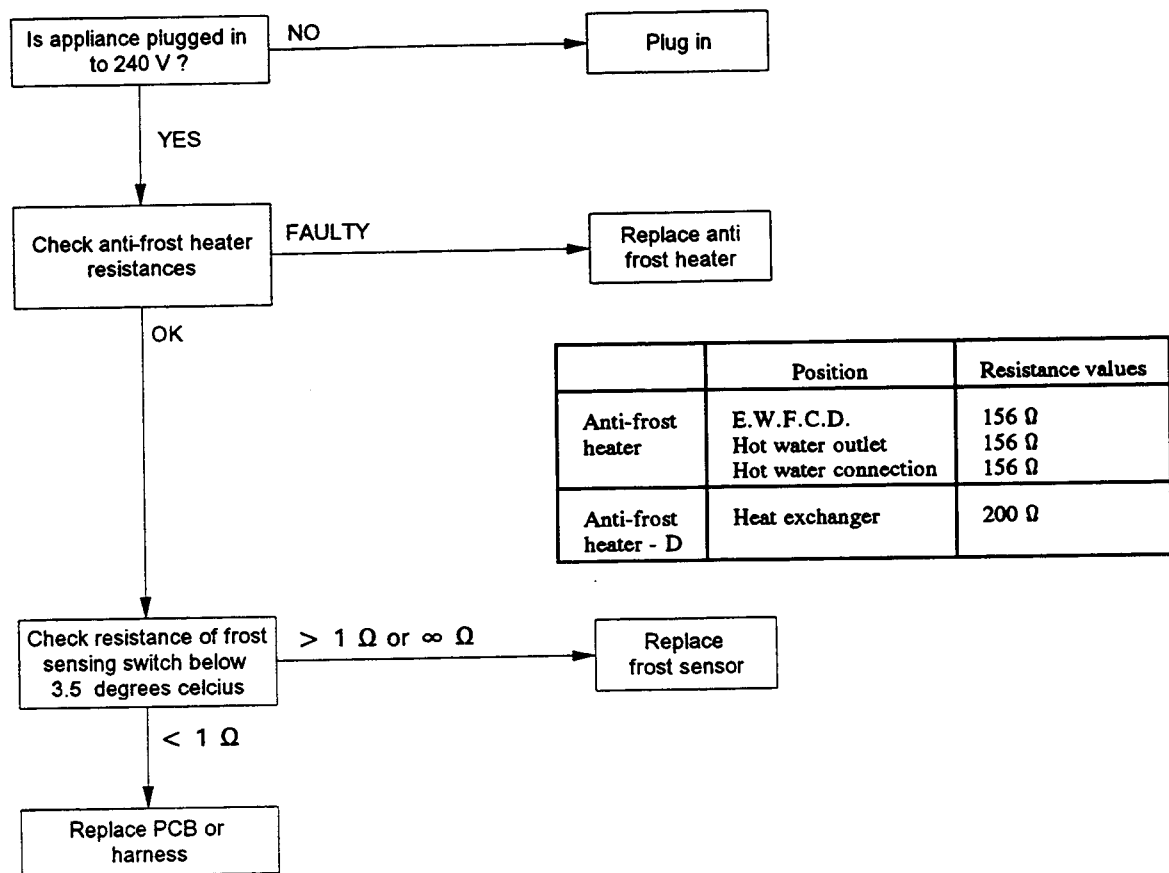 Is appliance plugged in
to 240 V ?
NO
Plug in
YES
Check anti-frost heater
resistances
FAULTY
Replace anti
frost heater
OK
Position Resistance values
Anti-frost E.W.F.C.D. 156 Ω
heater Hot water outlet 156 Ω
Hot water connection 156 Ω
Anti-frost Heat exchanger 200 Ω
heater - D
Check resistance of frost
sensing switch below
3.5 degrees celcius
> 1 Ω or ∞ Ω
Replace
frost sensor
< 1 Ω
Replace PCB or
harness